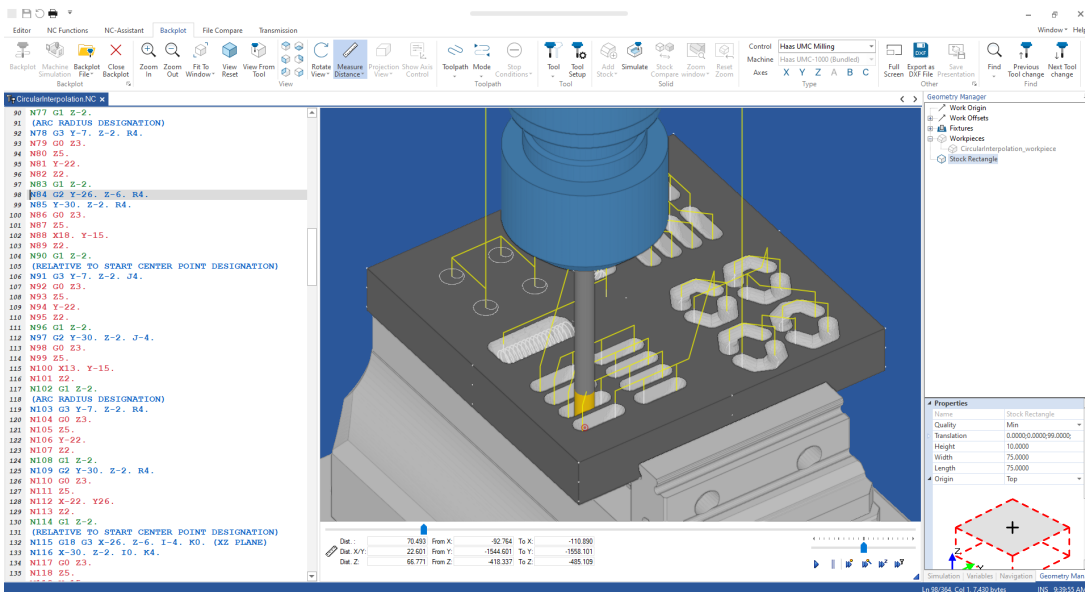 Editor NC Functions NC-Assistant Backplot File Compare Transmission Window Help
Backplot Machine Simulation Backplot File Close Backplot Zoom In Zoom Out Fit To Window View Reset View From Tool Rotate View Measure Distance Projection View Show Axis Control Toolpath Mode Stop Conditions Tool Tool Setup Add Stock Simulate Stock Compare Zoom window Zoom
Control Haas UMC Milling
Machine Haas UMC-1000 (Bundled)
Axes X Y Z A B C
Full Screen Export as DXF File Save Presentation Find Previous Tool change Next Tool change
Backplot View Toolpath Tool Solid Type Other Find
CircularInterpolation.NC
90 N77 G1 Z-2.
91 (ARC RADIUS DESIGNATION)
92 N78 G3 Y-7. Z-2. R4.
93 N79 G0 Z3.
94 N80 Z5.
95 N81 Y-22.
96 N82 Z2.
97 N83 G1 Z-2.
98 N84 G2 Y-26. Z-6. R4.
99 N85 Y-30. Z-2. R4.
100 N86 G0 Z3.
101 N87 Z5.
102 N88 X18. Y-15.
103 N89 Z2.
104 N90 G1 Z-2.
105 (RELATIVE TO START CENTER POINT DESIGNATION)
106 N91 G3 Y-7. Z-2. J4.
107 N92 G0 Z3.
108 N93 Z5.
109 N94 Y-22.
110 N95 Z2.
111 N96 G1 Z-2.
112 N97 G2 Y-30. Z-2. J-4.
113 N98 G0 Z3.
114 N99 Z5.
115 N100 X13. Y-15.
116 N101 Z2.
117 N102 G1 Z-2.
118 (ARC RADIUS DESIGNATION)
119 N103 G3 Y-7. Z-2. R4.
120 N104 G0 Z3.
121 N105 Z5.
122 N106 Y-22.
123 N107 Z2.
124 N108 G1 Z-2.
125 N109 G2 Y-30. Z-2. R4.
126 N110 G0 Z3.
127 N111 Z5.
128 N112 X-22. Y26.
129 N113 Z2.
130 N114 G1 Z-2.
131 (RELATIVE TO START CENTER POINT DESIGNATION)
132 N115 G18 G3 X-26. Z-6. I-4. K0. (XZ PLANE)
133 N116 X-30. Z-2. I0. K4.
134 N117 G0 Z3.
135 N118 Z5.
Dist. : 70.493 From X: -92.764 To X: -110.890
Dist. X/Y: 22.601 From Y: -1544.601 To Y: -1558.101
Dist. Z: 66.771 From Z: -418.337 To Z: -485.109
Geometry Manager
Work Origin
Work Offsets
Fixtures
Workpieces
CircularInterpolation_workpiece
Stock Rectangle
Properties
Name Stock Rectangle
Quality Min
Translation 0.0000;0.0000;99.0000;
Height 10.0000
Width 75.0000
Length 75.0000
Origin Top
Z
Simulation Variables Navigation Geometry Man
Ln 98/364, Col 1, 7,430 bytes INS 9:39:55 AM